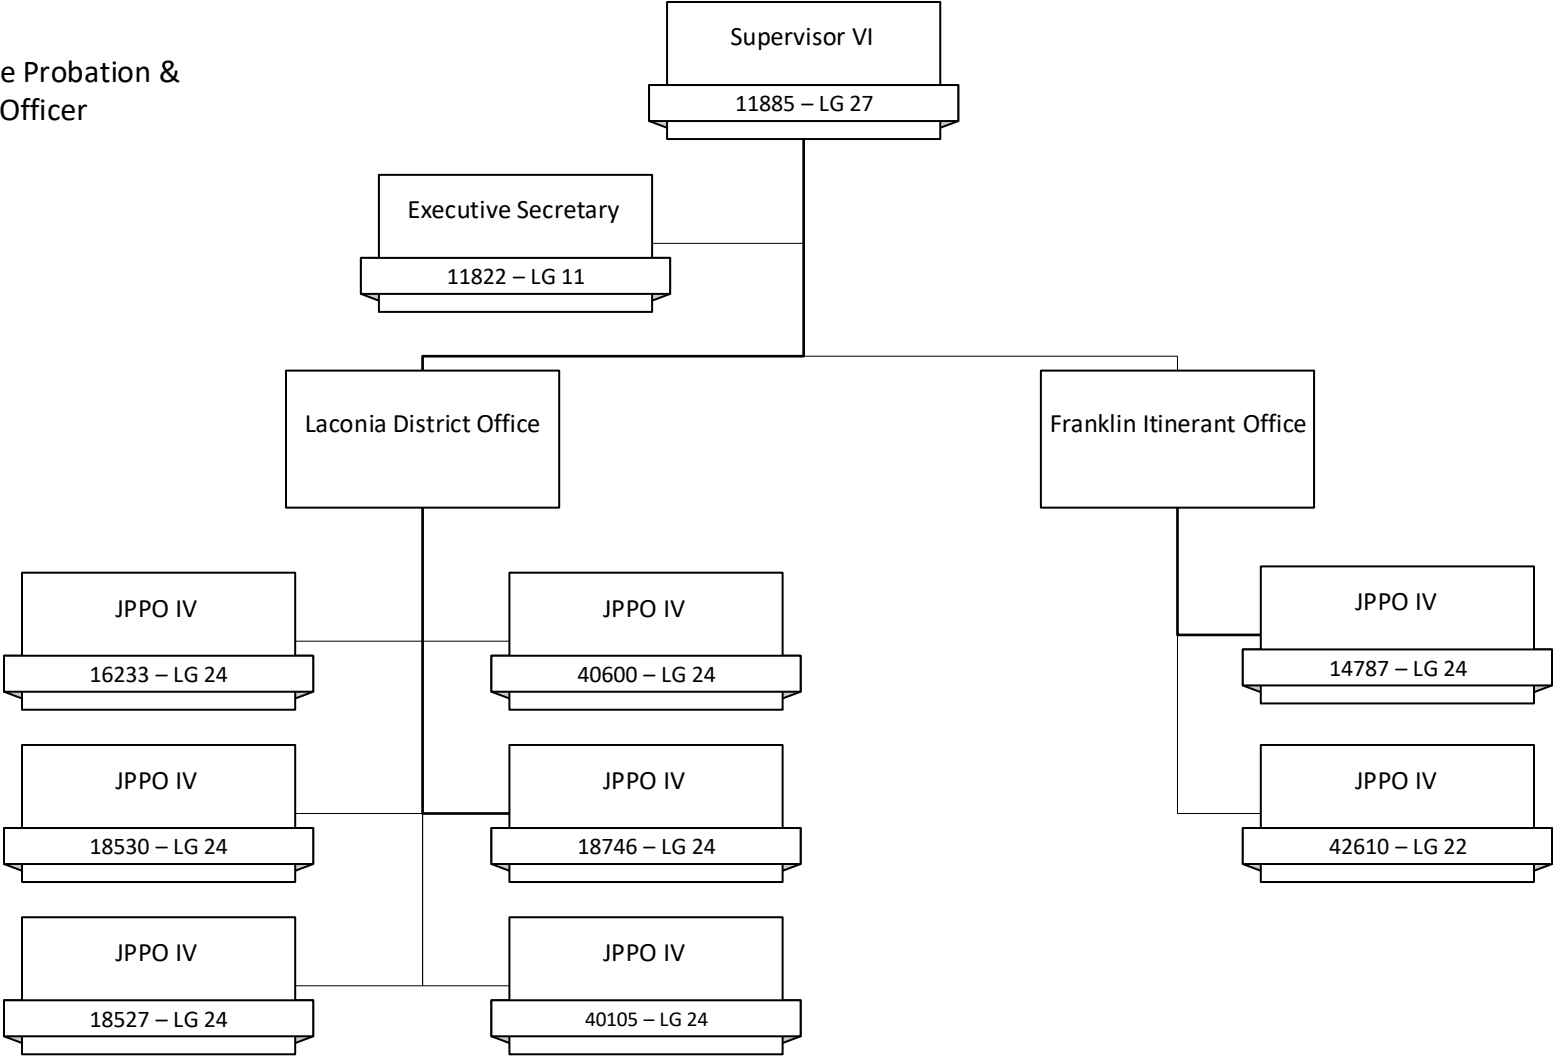 Supervisor VI
11885 – LG 27
e Probation &
Officer
Executive Secretary
11822 – LG 11
Laconia District Office
Franklin Itinerant Office
JPPO IV
16233 – LG 24
JPPO IV
40600 – LG 24
JPPO IV
14787 – LG 24
JPPO IV
18530 – LG 24
JPPO IV
18746 – LG 24
JPPO IV
42610 – LG 22
JPPO IV
18527 – LG 24
JPPO IV
40105 – LG 24